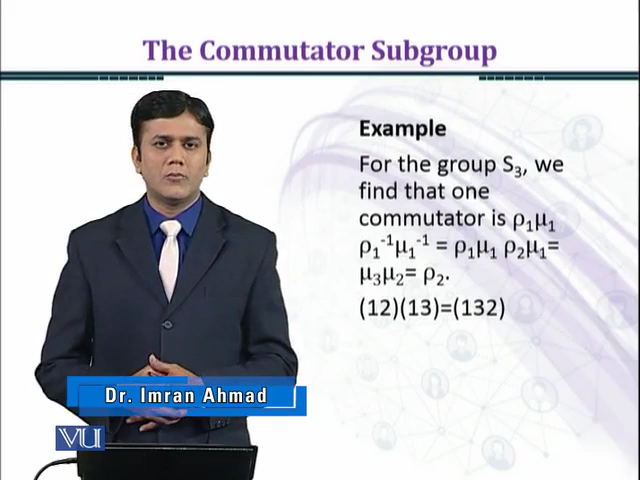 The Commutator Subgroup
Example
For the group S₃, we
find that one
commutator is ρ₁μ₁
ρ₁⁻¹μ₁⁻¹ = ρ₁μ₁ ρ₂μ₁=
μ₃μ₂= ρ₂.
(12)(13)=(132)
Dr. Imran Ahmad
VU